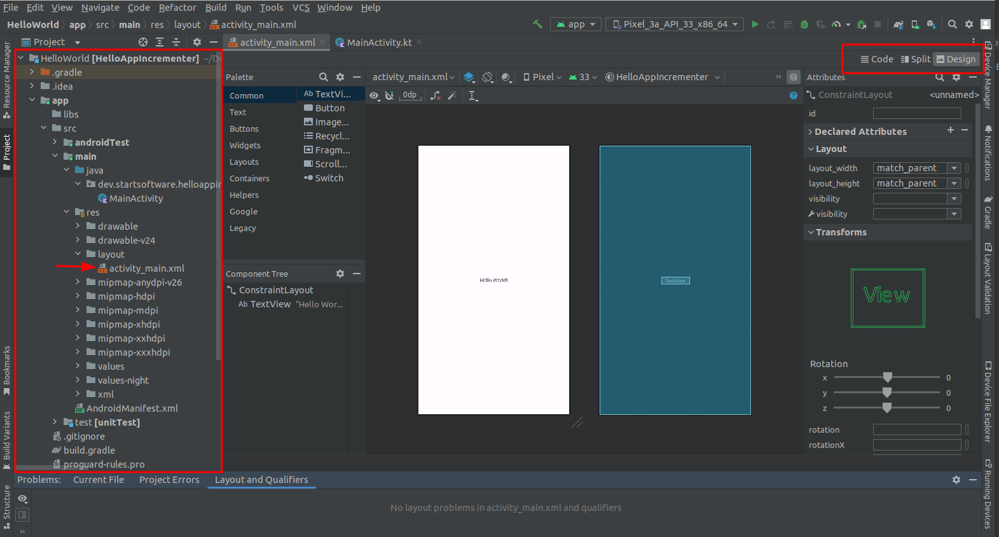 File Edit View Navigate Code Refactor Build Run Tools VCS Window Help
HelloWorld app src main res layout activity_main.xml
app Pixel_3a_API_33_x86_64
Project
activity_main.xml MainActivity.kt
Code Split Design
Resource Manager
Project
Bookmarks
Build Variants
Structure
HelloWorld [HelloAppIncrementer]
.gradle
.idea
app
libs
src
androidTest
main
java
dev.startsoftware.helloappin
MainActivity
res
drawable
drawable-v24
layout
activity_main.xml
mipmap-anydpi-v26
mipmap-hdpi
mipmap-mdpi
mipmap-xhdpi
mipmap-xxhdpi
mipmap-xxxhdpi
values
values-night
xml
AndroidManifest.xml
test [unitTest]
.gitignore
build.gradle
proguard-rules.pro
Palette
Common
Text
Buttons
Widgets
Layouts
Containers
Helpers
Google
Legacy
Ab TextVi...
Button
Image...
Recycl...
Fragm...
Scroll...
Switch
Component Tree
ConstraintLayout
Ab TextView "Hello Wor...
activity_main.xml Pixel 33 HelloAppIncrementer
0dp
Hello World!
TextView
Attributes
ConstraintLayout <unnamed>
id
Declared Attributes
Layout
layout_width match_parent
layout_height match_parent
visibility
visibility
Transforms
View
Rotation
x 0
y 0
z 0
rotation
rotationX
Device Manager
Notifications
Gradle
Layout Validation
Device File Explorer
Running Devices
Problems: Current File Project Errors Layout and Qualifiers
No layout problems in activity_main.xml and qualifiers